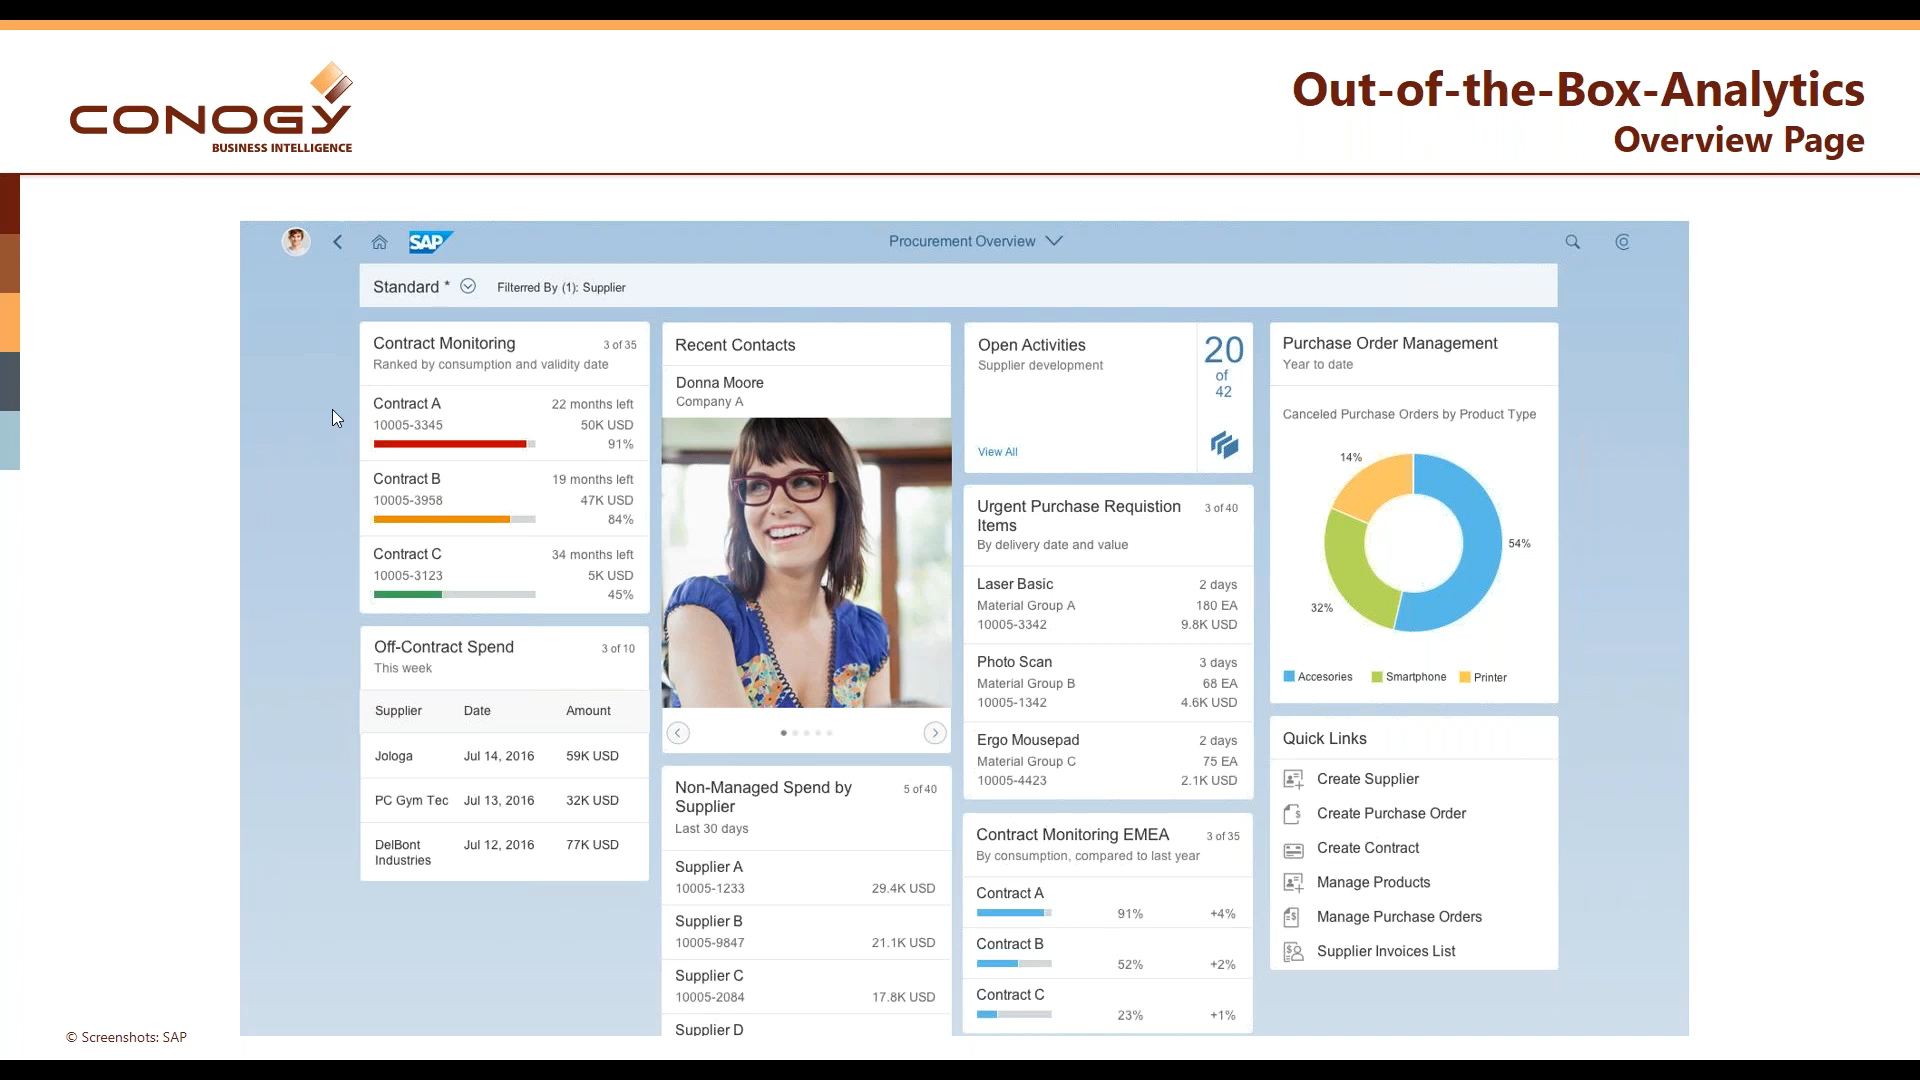 CONOGY
BUSINESS INTELLIGENCE
Out-of-the-Box-Analytics
Overview Page
SAP
Procurement Overview
Standard *
Filterred By (1): Supplier
Contract Monitoring
3 of 35
Ranked by consumption and validity date
Contract A
22 months left
10005-3345
50K USD
91%
Contract B
19 months left
10005-3958
47K USD
84%
Contract C
34 months left
10005-3123
5K USD
45%
Off-Contract Spend
3 of 10
This week
Supplier Date Amount
Jologa Jul 14, 2016 59K USD
PC Gym Tec Jul 13, 2016 32K USD
DelBont Jul 12, 2016 77K USD
Industries
Recent Contacts
Donna Moore
Company A
Non-Managed Spend by
Supplier
5 of 40
Last 30 days
Supplier A
10005-1233 29.4K USD
Supplier B
10005-9847 21.1K USD
Supplier C
10005-2084 17.8K USD
Supplier D
Open Activities
Supplier development
20
of
42
View All
Urgent Purchase Requistion
Items
3 of 40
By delivery date and value
Laser Basic 2 days
Material Group A 180 EA
10005-3342 9.8K USD
Photo Scan 3 days
Material Group B 68 EA
10005-1342 4.6K USD
Ergo Mousepad 2 days
Material Group C 75 EA
10005-4423 2.1K USD
Contract Monitoring EMEA
3 of 35
By consumption, compared to last year
Contract A
91% +4%
Contract B
52% +2%
Contract C
23% +1%
Purchase Order Management
Year to date
Canceled Purchase Orders by Product Type
14%
54%
32%
Accesories Smartphone Printer
Quick Links
Create Supplier
Create Purchase Order
Create Contract
Manage Products
Manage Purchase Orders
Supplier Invoices List
© Screenshots: SAP